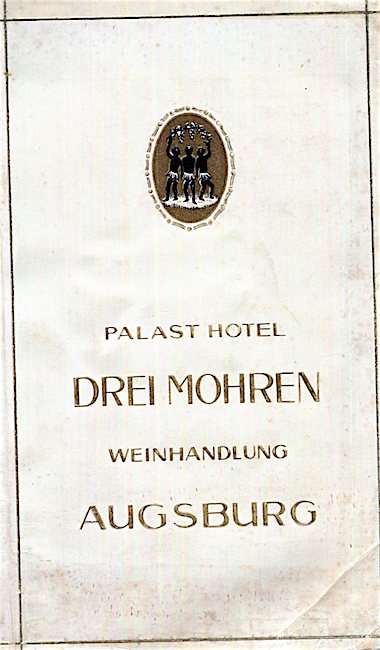 PALAST HOTEL
DREI MOHREN
WEINHANDLUNG
AUGSBURG